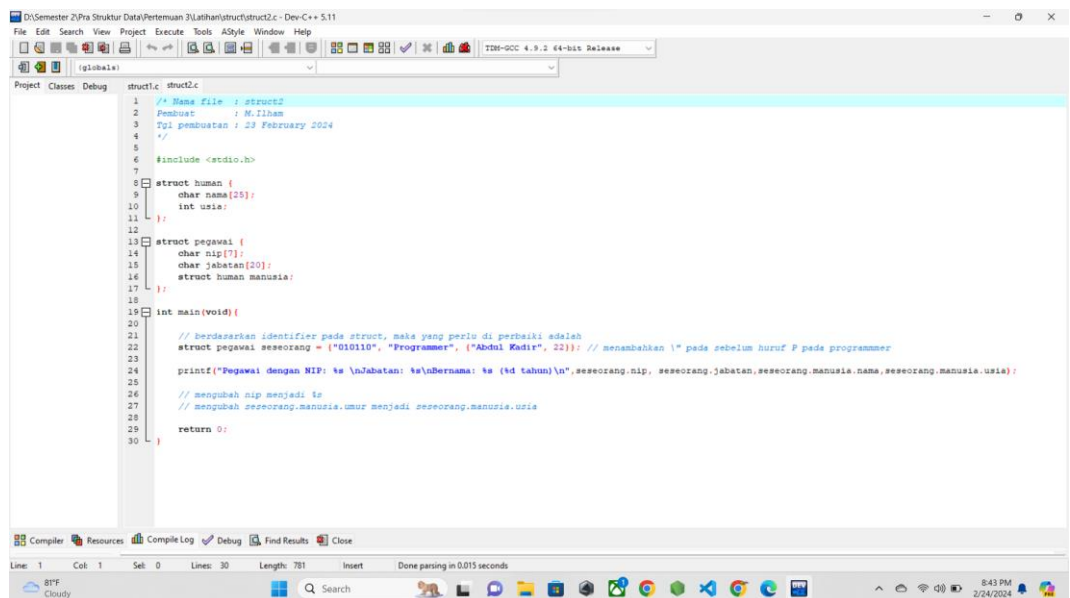 D:\Semester 2\Pra Struktur Data\Pertemuan 3\Latihan\struct\struct2.c - Dev-C++ 5.11
File Edit Search View Project Execute Tools AStyle Window Help
TDM-GCC 4.9.2 64-bit Release
(globals)
Project Classes Debug struct1.c struct2.c
1 /* Nama file : struct2
2 Pembuat : M.Ilham
3 Tgl pembuatan : 23 February 2024
4 */
5
6 #include <stdio.h>
7
8 struct human {
9 char nama[25];
10 int usia;
11 };
12
13 struct pegawai {
14 char nip[7];
15 char jabatan[20];
16 struct human manusia;
17 };
18
19 int main(void){
20
21 // berdasarkan identifier pada struct, maka yang perlu di perbaiki adalah
22 struct pegawai seseorang = {"010110", "Programmer", {"Abdul Kadir", 22}}; // menambahkan \" pada sebelum huruf P pada programmmer
23
24 printf("Pegawai dengan NIP: %s \nJabatan: %s\nBernama: %s (%d tahun)\n",seseorang.nip, seseorang.jabatan,seseorang.manusia.nama,seseorang.manusia.usia);
25
26 // mengubah nip menjadi %s
27 // mengubah seseorang.manusia.umur menjadi seseorang.manusia.usia
28
29 return 0;
30 }
Compiler Resources Compile Log Debug Find Results Close
Line: 1 Col: 1 Sel: 0 Lines: 30 Length: 781 Insert Done parsing in 0.015 seconds
81°F
Cloudy
Search
8:43 PM
2/24/2024